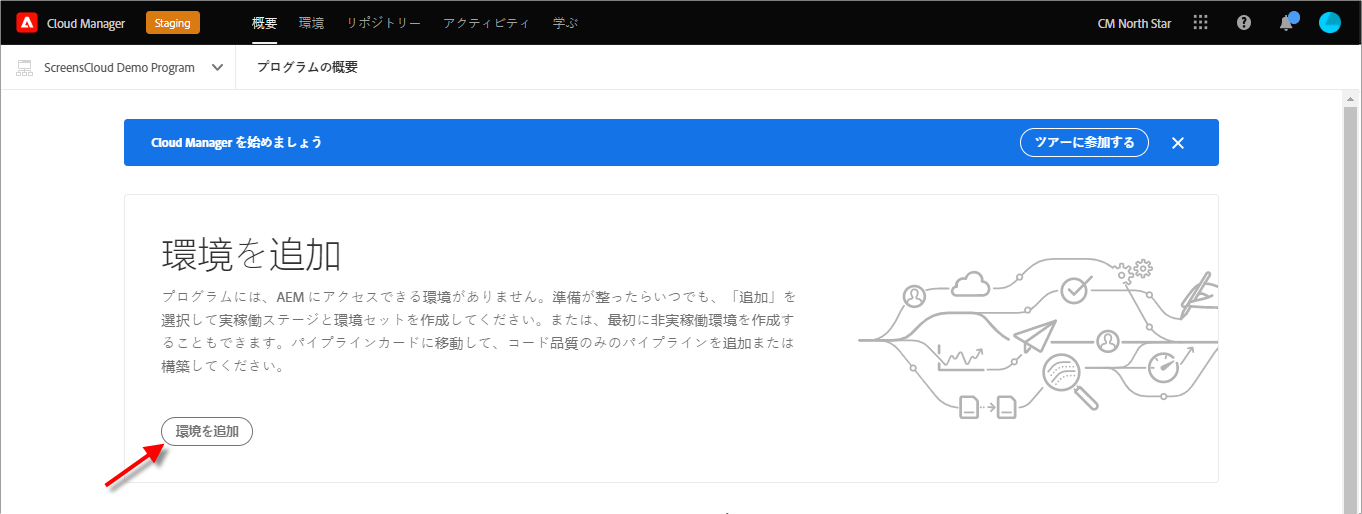 Cloud Manager Staging 概要 環境 リポジトリー アクティビティ 学ぶ CM North Star
ScreensCloud Demo Program プログラムの概要
Cloud Manager を始めましょう ツアーに参加する
環境を追加
プログラムには、AEM にアクセスできる環境がありません。準備が整ったらいつでも、「追加」を
選択して実稼働ステージと環境セットを作成してください。または、最初に非実稼働環境を作成す
ることもできます。パイプラインカードに移動して、コード品質のみのパイプラインを追加または
構築してください。
環境を追加